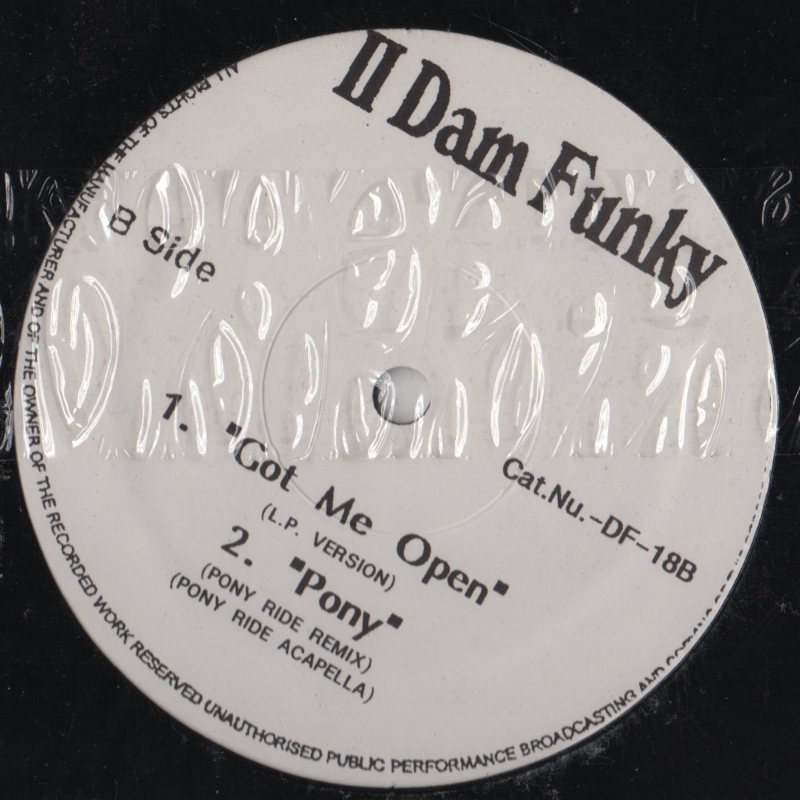 II Dam Funky
B Side
1. "Got Me Open"
(L.P. VERSION)
2. "Pony"
(PONY RIDE REMIX)
(PONY RIDE ACAPELLA)
Cat.Nu.-DF-18B
ALL RIGHTS OF THE MANUFACTURER AND OF THE OWNER OF THE RECORDED WORK RESERVED UNAUTHORISED PUBLIC PERFORMANCE BROADCASTING AND